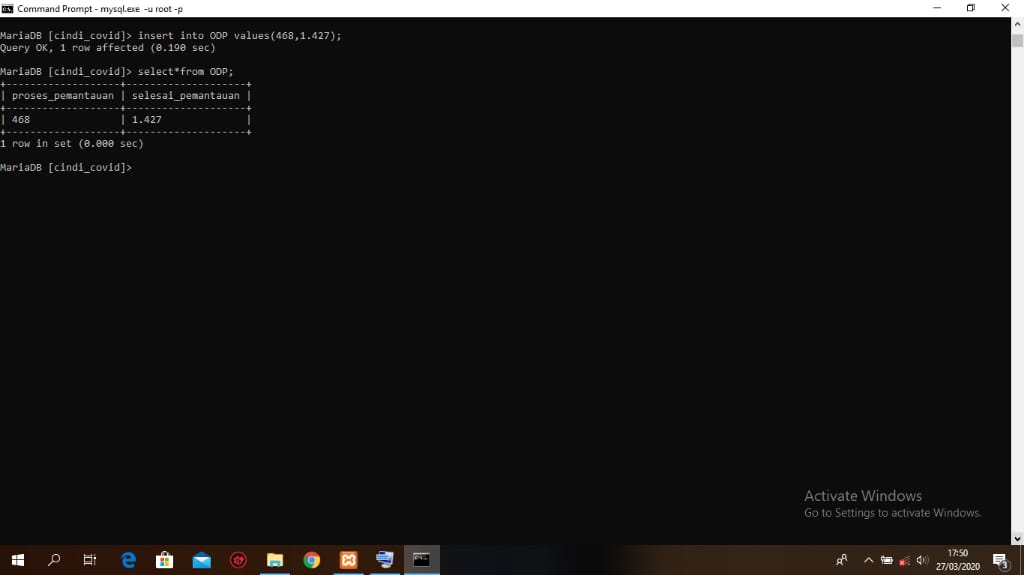 Command Prompt - mysql.exe -u root -p
MariaDB [cindi_covid]> insert into ODP values(468,1.427);
Query OK, 1 row affected (0.190 sec)
MariaDB [cindi_covid]> select*from ODP;
+-------------------+--------------------+
| proses_pemantauan | selesai_pemantauan |
+-------------------+--------------------+
| 468               | 1.427              |
+-------------------+--------------------+
1 row in set (0.000 sec)
MariaDB [cindi_covid]>
Activate Windows
Go to Settings to activate Windows.
17:50
27/03/2020
3